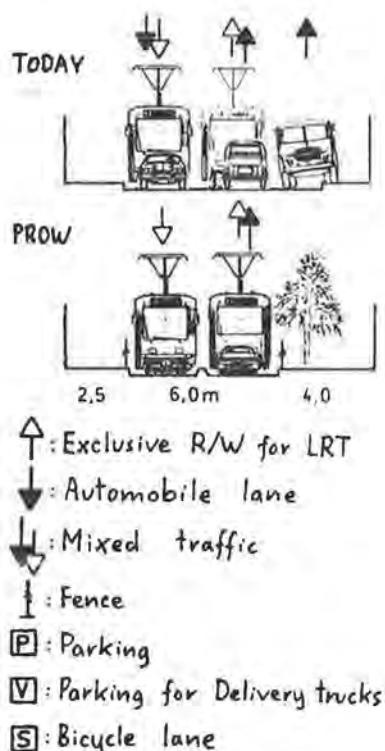 TODAY
PROW
2,5 6,0m 4,0
: Exclusive R/W for LRT
: Automobile lane
: Mixed traffic
: Fence
P : Parking
V : Parking for Delivery trucks
S : Bicycle lane